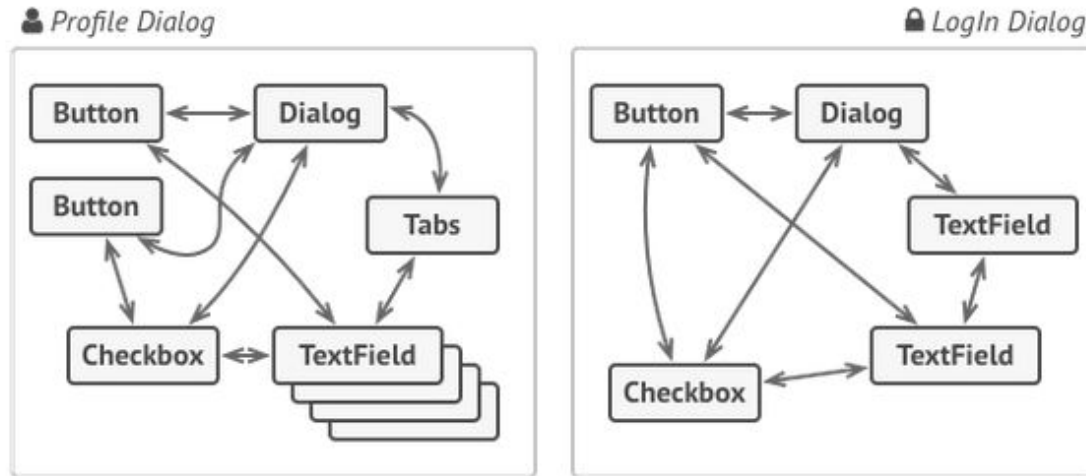 Profile Dialog
Button
Dialog
Button
Tabs
Checkbox
TextField
LogIn Dialog
Button
Dialog
TextField
TextField
Checkbox